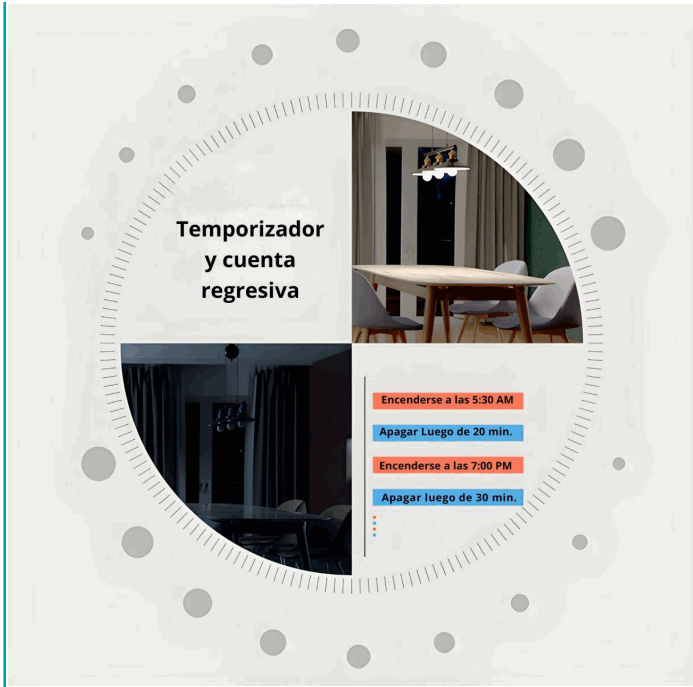 Temporizador
y cuenta
regresiva
Encenderse a las 5:30 AM
Apagar Luego de 20 min.
Encenderse a las 7:00 PM
Apagar luego de 30 min.